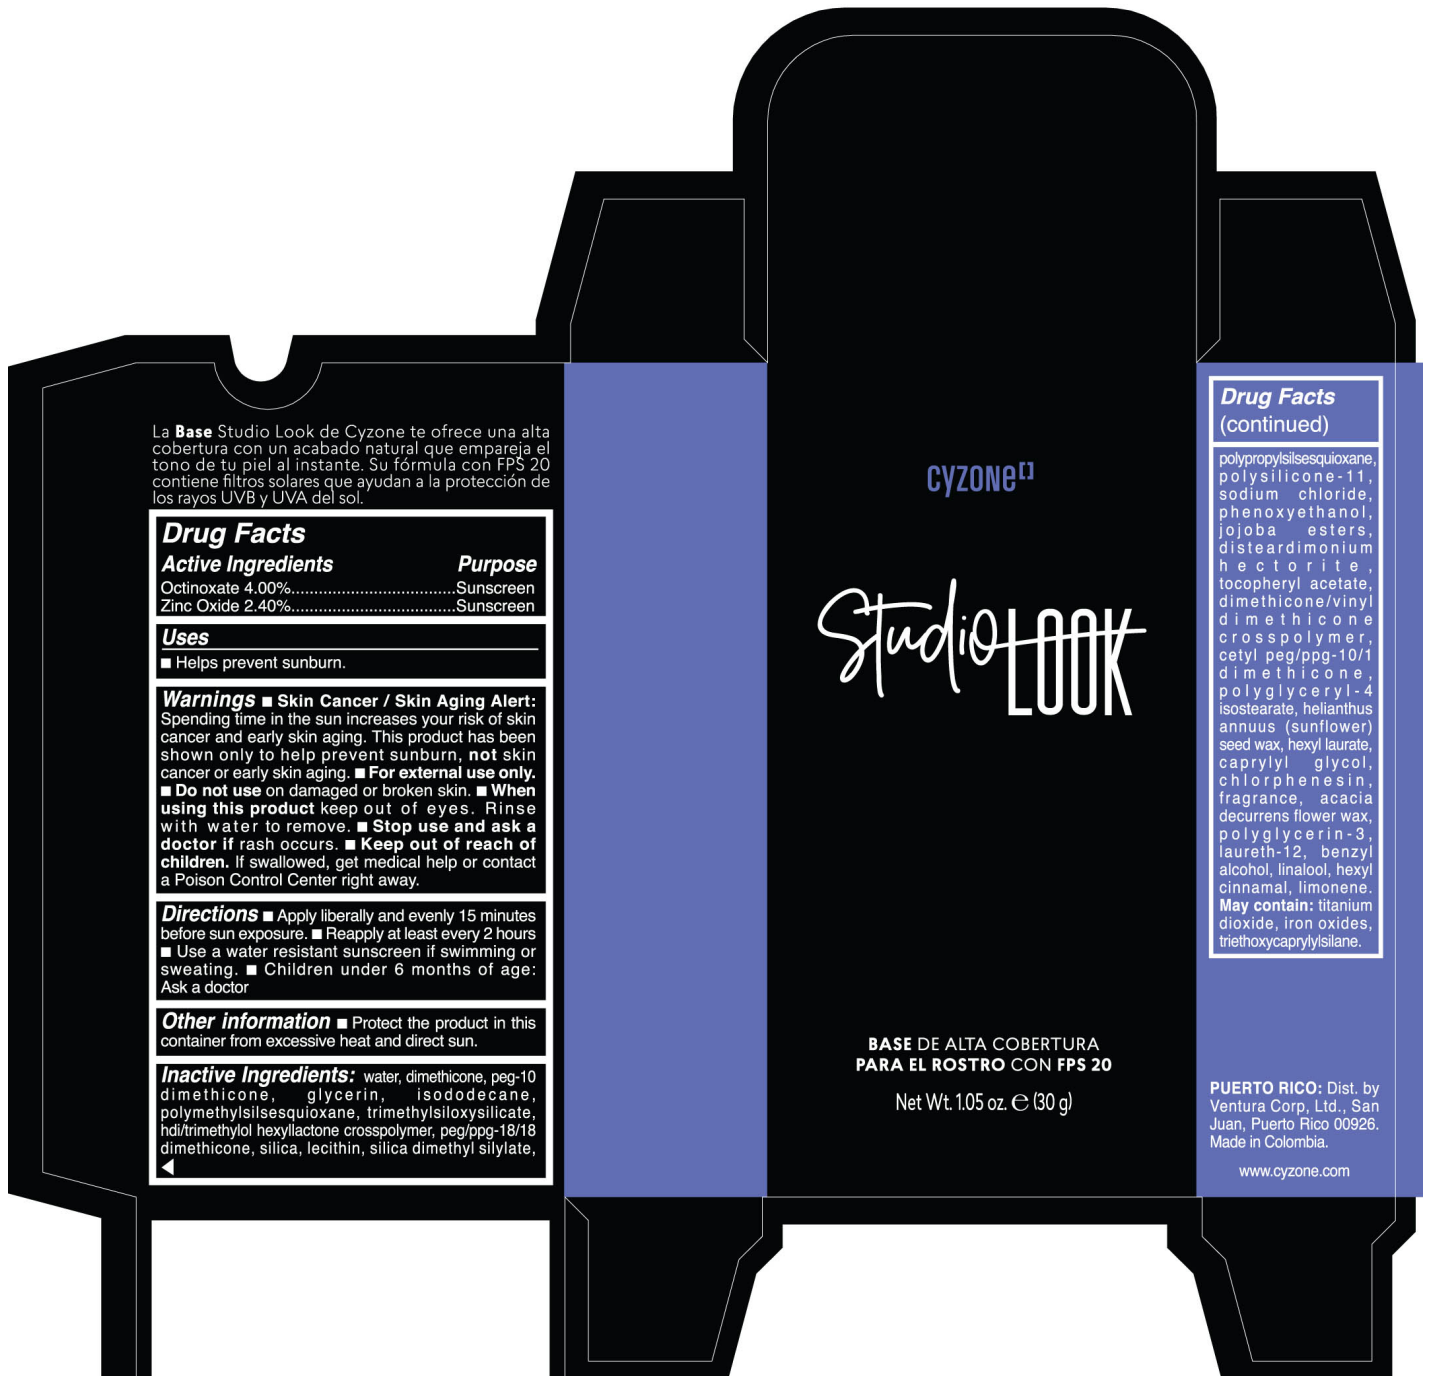 La Base Studio Look de Cyzone te ofrece una alta
cobertura con un acabado natural que empareja el
tono de tu piel al instante. Su fórmula con FPS 20
contiene filtros solares que ayudan a la protección de
los rayos UVB y UVA del sol.
Drug Facts
Active Ingredients Purpose
Octinoxate 4.00%....................................Sunscreen
Zinc Oxide 2.40%....................................Sunscreen
Uses
■ Helps prevent sunburn.
Warnings ■ Skin Cancer / Skin Aging Alert:
Spending time in the sun increases your risk of skin
cancer and early skin aging. This product has been
shown only to help prevent sunburn, not skin
cancer or early skin aging. ■ For external use only.
■ Do not use on damaged or broken skin. ■ When
using this product keep out of eyes. Rinse
with water to remove. ■ Stop use and ask a
doctor if rash occurs. ■ Keep out of reach of
children. If swallowed, get medical help or contact
a Poison Control Center right away.
Directions ■ Apply liberally and evenly 15 minutes
before sun exposure. ■ Reapply at least every 2 hours
■ Use a water resistant sunscreen if swimming or
sweating. ■ Children under 6 months of age:
Ask a doctor
Other information ■ Protect the product in this
container from excessive heat and direct sun.
Inactive Ingredients: water, dimethicone, peg-10
dimethicone, glycerin, isododecane,
polymethylsilsesquioxane, trimethylsiloxysilicate,
hdi/trimethylol hexyllactone crosspolymer, peg/ppg-18/18
dimethicone, silica, lecithin, silica dimethyl silylate,
cyzone[]
Studio LOOK
BASE DE ALTA COBERTURA
PARA EL ROSTRO CON FPS 20
Net Wt. 1.05 oz. ℮ (30 g)
Drug Facts
(continued)
polypropylsilsesquioxane,
polysilicone-11,
sodium chloride,
phenoxyethanol,
jojoba esters,
disteardimonium
hectorite,
tocopheryl acetate,
dimethicone/vinyl
dimethicone
crosspolymer,
cetyl peg/ppg-10/1
dimethicone,
polyglyceryl-4
isostearate, helianthus
annuus (sunflower)
seed wax, hexyl laurate,
caprylyl glycol,
chlorphenesin,
fragrance, acacia
decurrens flower wax,
polyglycerin-3,
laureth-12, benzyl
alcohol, linalool, hexyl
cinnamal, limonene.
May contain: titanium
dioxide, iron oxides,
triethoxycaprylylsilane.
PUERTO RICO: Dist. by
Ventura Corp, Ltd., San
Juan, Puerto Rico 00926.
Made in Colombia.
www.cyzone.com